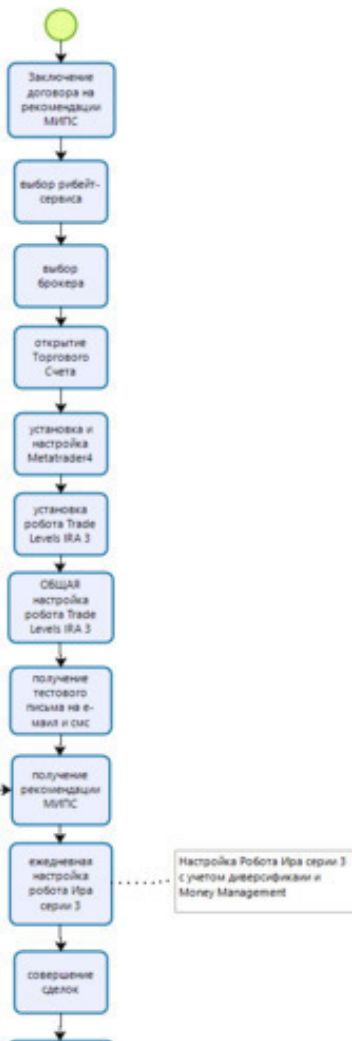 Заключение
договора на
рекомендации
МИПС
выбор рибейт-
сервиса
выбор
брокера
открытие
Торгового
Счета
установка и
настройка
Metatrader4
установка
робота Trade
Levels IRA 3
ОБЩАЯ
настройка
робота Trade
Levels IRA 3
получение
тестового
письма на е-
маил и смс
получение
рекомендации
МИПС
ежедневная
настройка
робота Ира
серии 3
Настройка Робота Ира серии 3
с учетом диверсификаии и
Money Management
совершение
сделок